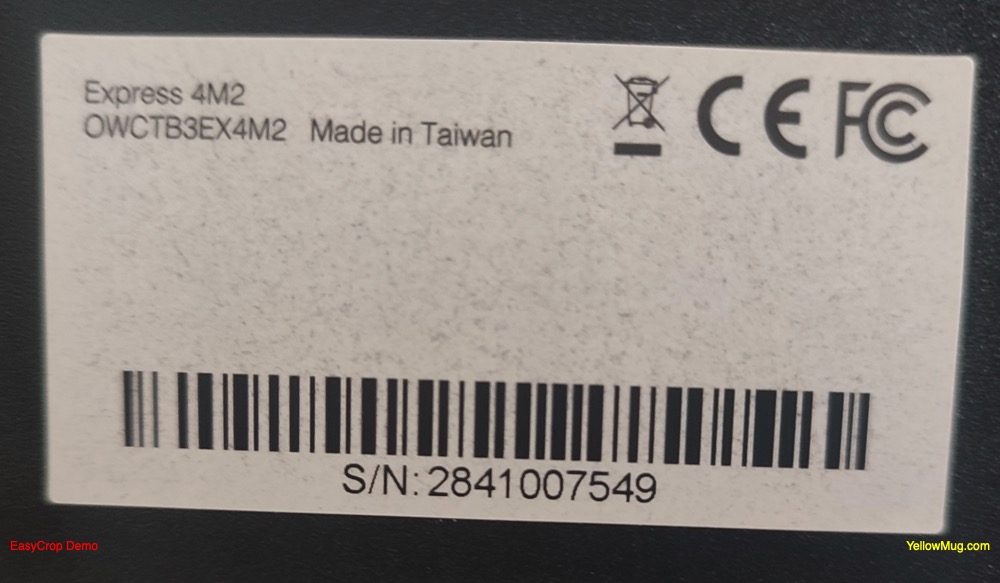 Express 4M2
OWCTB3EX4M2 Made in Taiwan
CE FC
S/N: 2841007549
EasyCrop Demo
YellowMug.com